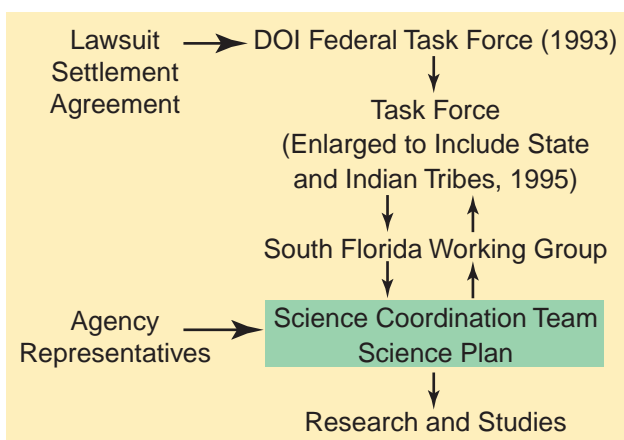 Lawsuit
Settlement
Agreement
DOI Federal Task Force (1993)
Task Force
(Enlarged to Include State
and Indian Tribes, 1995)
South Florida Working Group
Agency
Representatives
Science Coordination Team
Science Plan
Research and Studies